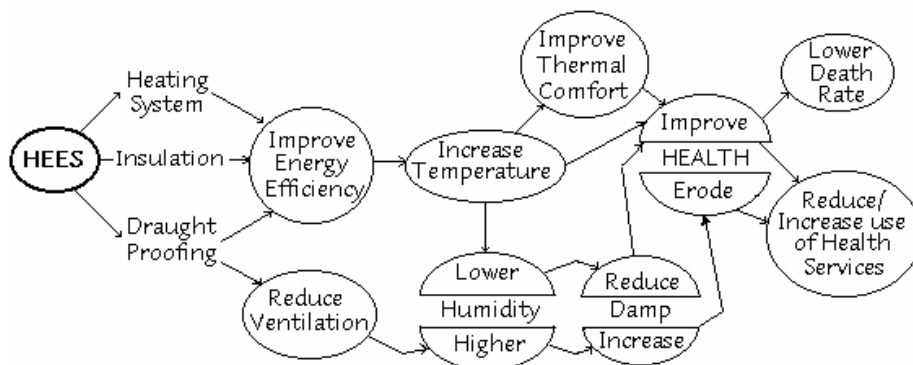 HEES
Heating
System
Insulation
Draught
Proofing
Improve
Energy
Efficiency
Reduce
Ventilation
Increase
Temperature
Improve
Thermal
Comfort
Lower
Humidity
Higher
Reduce
Damp
Increase
Improve
HEALTH
Erode
Lower
Death
Rate
Reduce/
Increase use
of Health
Services